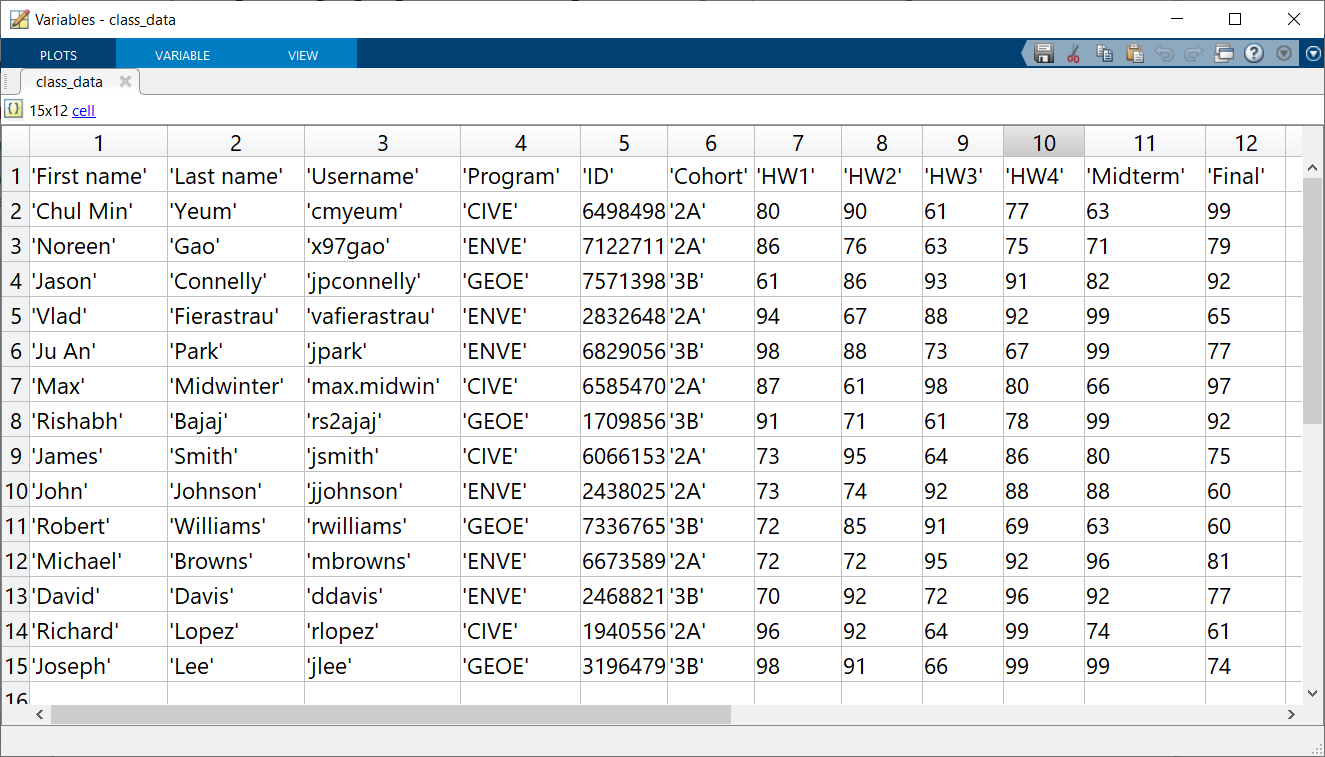 Variables - class_data
PLOTS VARIABLE VIEW
class_data
15x12 cell
1 2 3 4 5 6 7 8 9 10 11 12
1 'First name' 'Last name' 'Username' 'Program' 'ID' 'Cohort' 'HW1' 'HW2' 'HW3' 'HW4' 'Midterm' 'Final'
2 'Chul Min' 'Yeum' 'cmyeum' 'CIVE' 6498498 '2A' 80 90 61 77 63 99
3 'Noreen' 'Gao' 'x97gao' 'ENVE' 7122711 '2A' 86 76 63 75 71 79
4 'Jason' 'Connelly' 'jpconnelly' 'GEOE' 7571398 '3B' 61 86 93 91 82 92
5 'Vlad' 'Fierastrau' 'vafierastrau' 'ENVE' 2832648 '2A' 94 67 88 92 99 65
6 'Ju An' 'Park' 'jpark' 'ENVE' 6829056 '3B' 98 88 73 67 99 77
7 'Max' 'Midwinter' 'max.midwin' 'CIVE' 6585470 '2A' 87 61 98 80 66 97
8 'Rishabh' 'Bajaj' 'rs2ajaj' 'GEOE' 1709856 '3B' 91 71 61 78 99 92
9 'James' 'Smith' 'jsmith' 'CIVE' 6066153 '2A' 73 95 64 86 80 75
10 'John' 'Johnson' 'jjohnson' 'ENVE' 2438025 '2A' 73 74 92 88 88 60
11 'Robert' 'Williams' 'rwilliams' 'GEOE' 7336765 '3B' 72 85 91 69 63 60
12 'Michael' 'Browns' 'mbrowns' 'ENVE' 6673589 '2A' 72 72 95 92 96 81
13 'David' 'Davis' 'ddavis' 'ENVE' 2468821 '3B' 70 92 72 96 92 77
14 'Richard' 'Lopez' 'rlopez' 'CIVE' 1940556 '2A' 96 92 64 99 74 61
15 'Joseph' 'Lee' 'jlee' 'GEOE' 3196479 '3B' 98 91 66 99 99 74
16